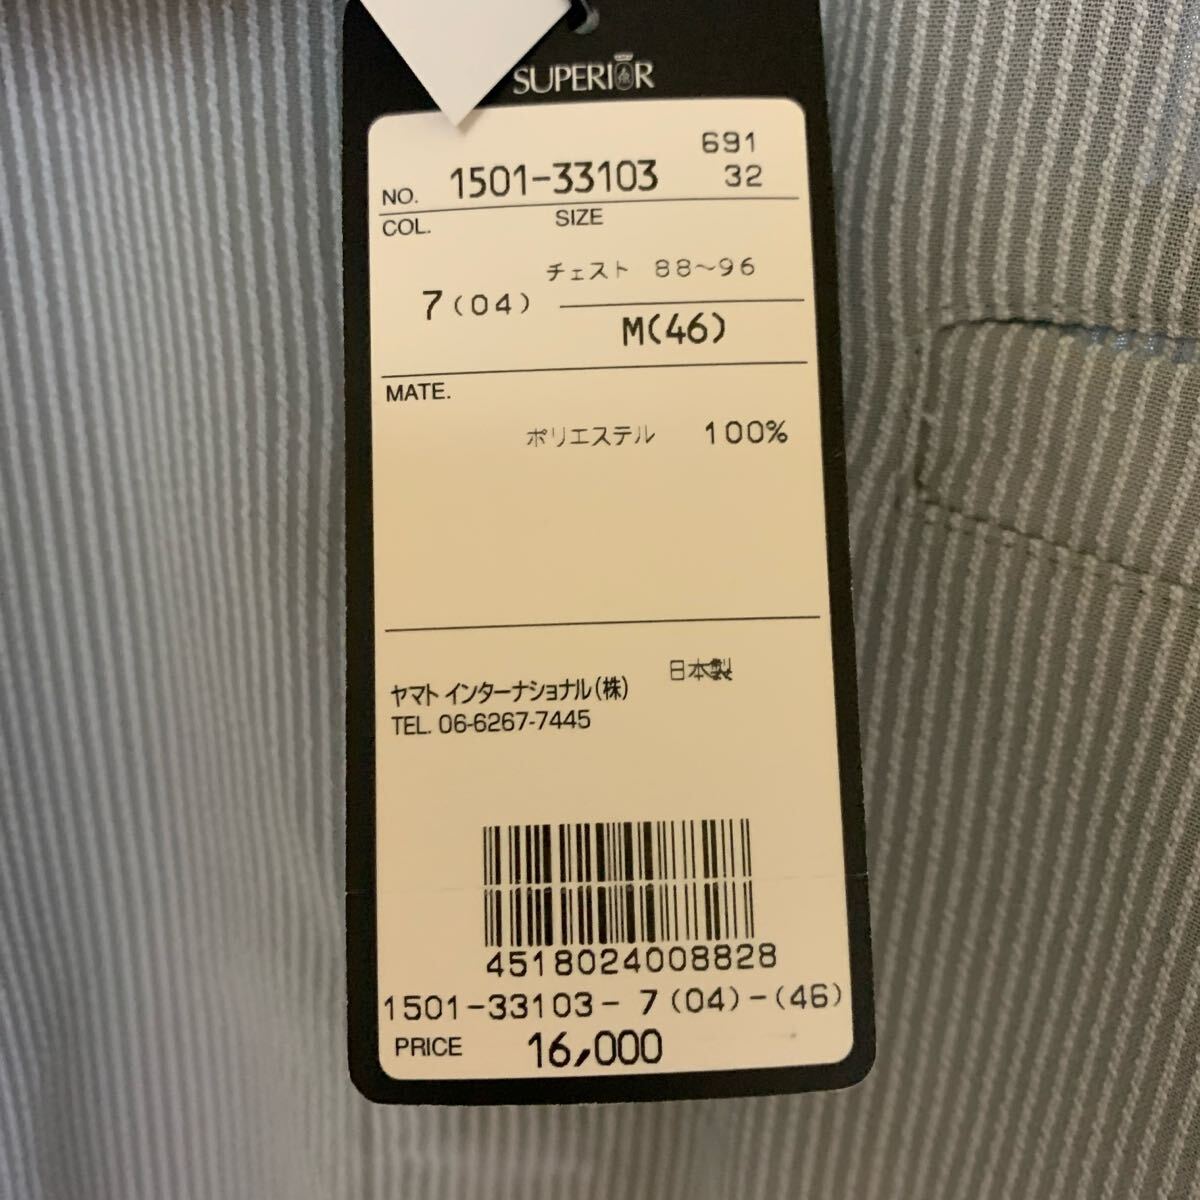 SUPERIOR
691
NO. 1501-33103 32
COL. SIZE
チェスト 88~96
7(04)
M(46)
MATE.
ポリエステル 100%
日本製
ヤマト インターナショナル(株)
TEL. 06-6267-7445
4518024008828
1501-33103- 7(04)-(46)
PRICE 16,000